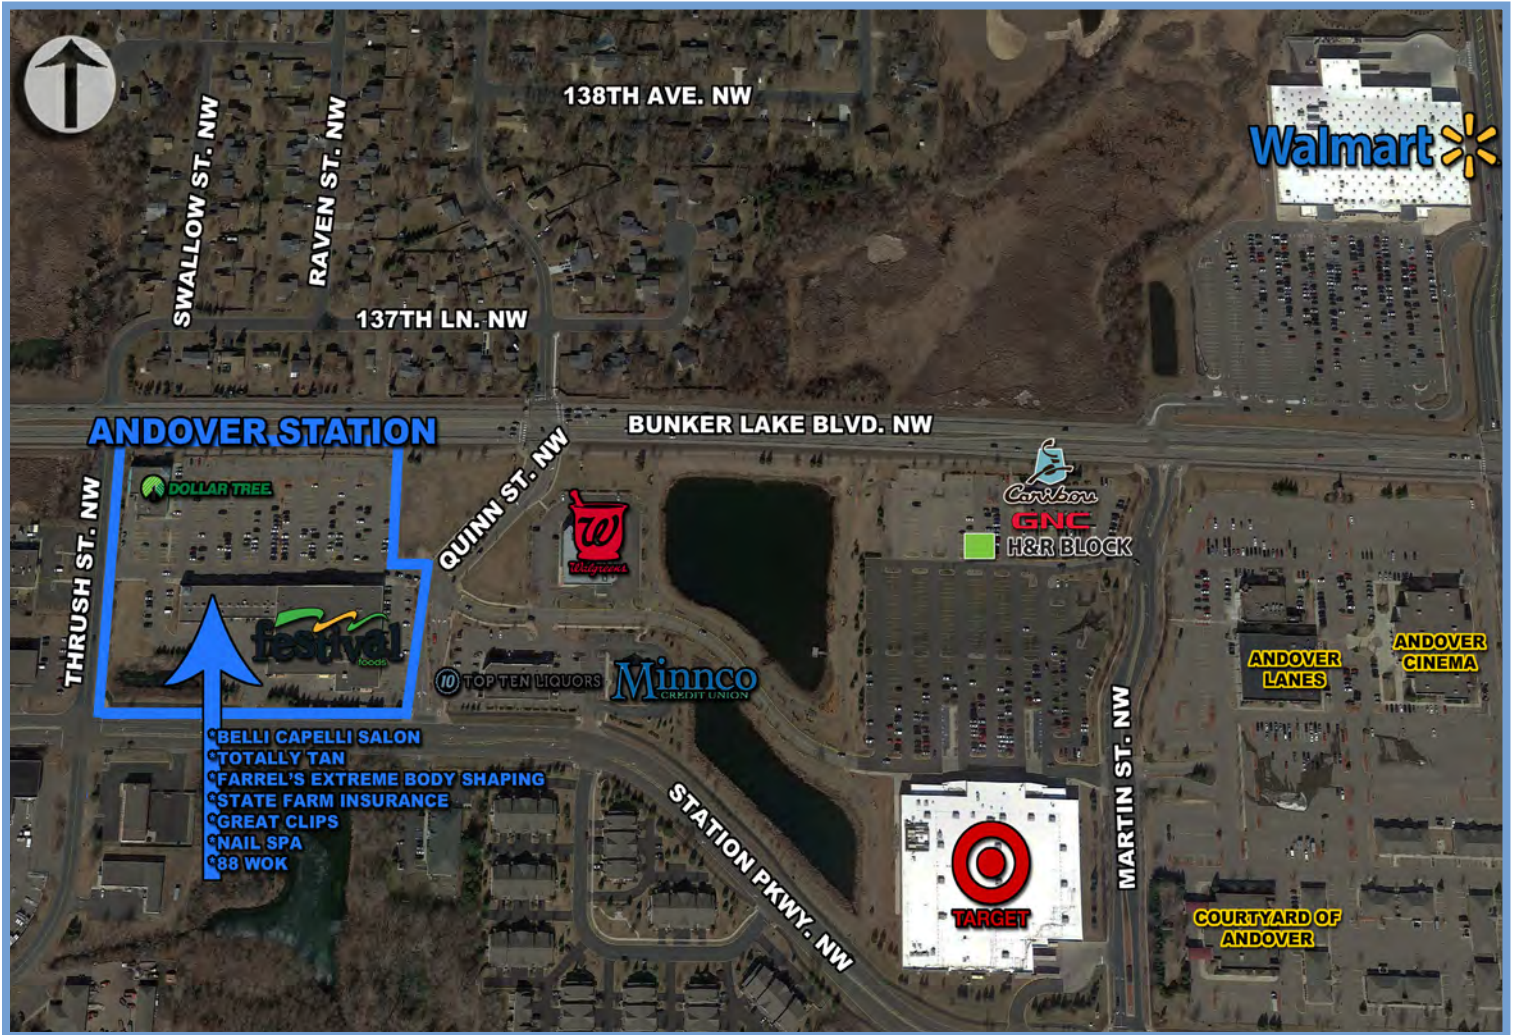 138TH AVE. NW
SWALLOW ST. NW
RAVEN ST. NW
Walmart
137TH LN. NW
BUNKER LAKE BLVD. NW
ANDOVER STATION
DOLLAR TREE
THRUSH ST. NW
QUINN ST. NW
W
Walgreens
Caribou
GNC
H&R BLOCK
festival
foods
10 TOP TEN LIQUORS
Minnco
CREDIT UNION
ANDOVER
LANES
ANDOVER
CINEMA
*BELLI CAPELLI SALON
*TOTALLY TAN
*FARREL'S EXTREME BODY SHAPING
*STATE FARM INSURANCE
*GREAT CLIPS
*NAIL SPA
*88 WOK
STATION PKWY. NW
MARTIN ST. NW
TARGET
COURTYARD OF
ANDOVER